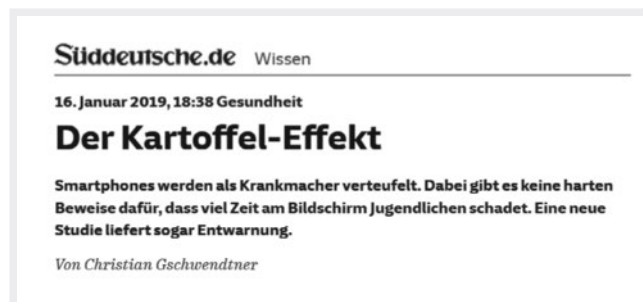 Süddeutsche.de Wissen
16. Januar 2019, 18:38 Gesundheit
Der Kartoffel-Effekt
Smartphones werden als Krankmacher verteufelt. Dabei gibt es keine harten
Beweise dafür, dass viel Zeit am Bildschirm Jugendlichen schadet. Eine neue
Studie liefert sogar Entwarnung.
Von Christian Gschwendtner